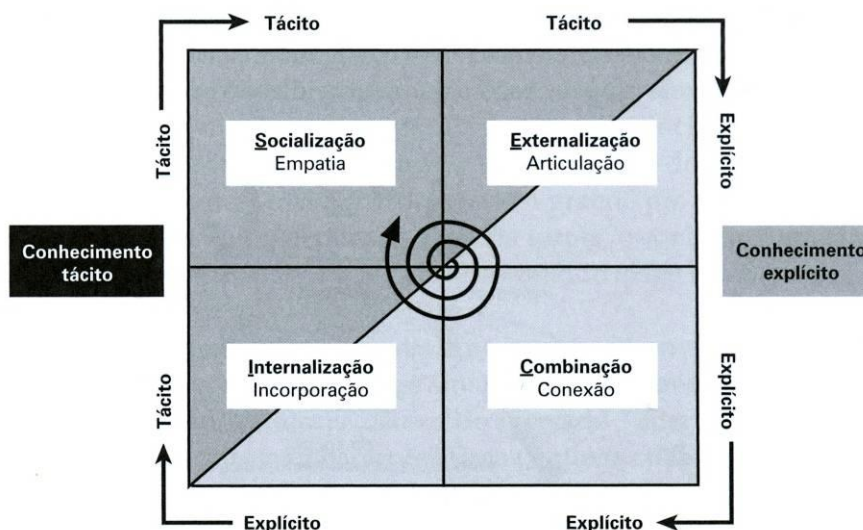 Tácito
Tácito
Tácito
Explícito
Socialização
Empatia
Externalização
Articulação
Conhecimento
tácito
Conhecimento
explícito
Internalização
Incorporação
Combinação
Conexão
Tácito
Explícito
Explícito
Explícito